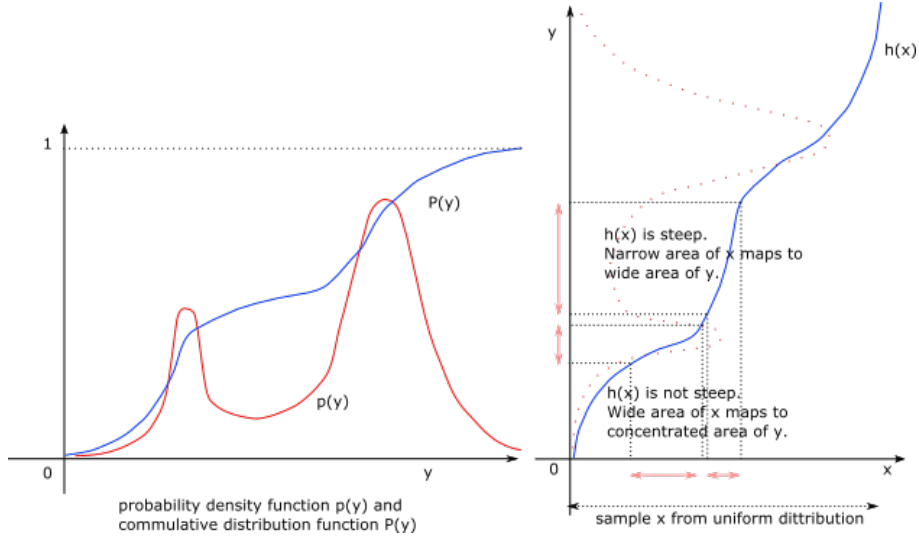 1
P(y)
p(y)
0
y
probability density function p(y) and
commulative distribution function P(y)
y
h(x)
h(x) is steep.
Narrow area of x maps to
wide area of y.
h(x) is not steep.
Wide area of x maps to
concentrated area of y.
0
x
sample x from uniform dittribution